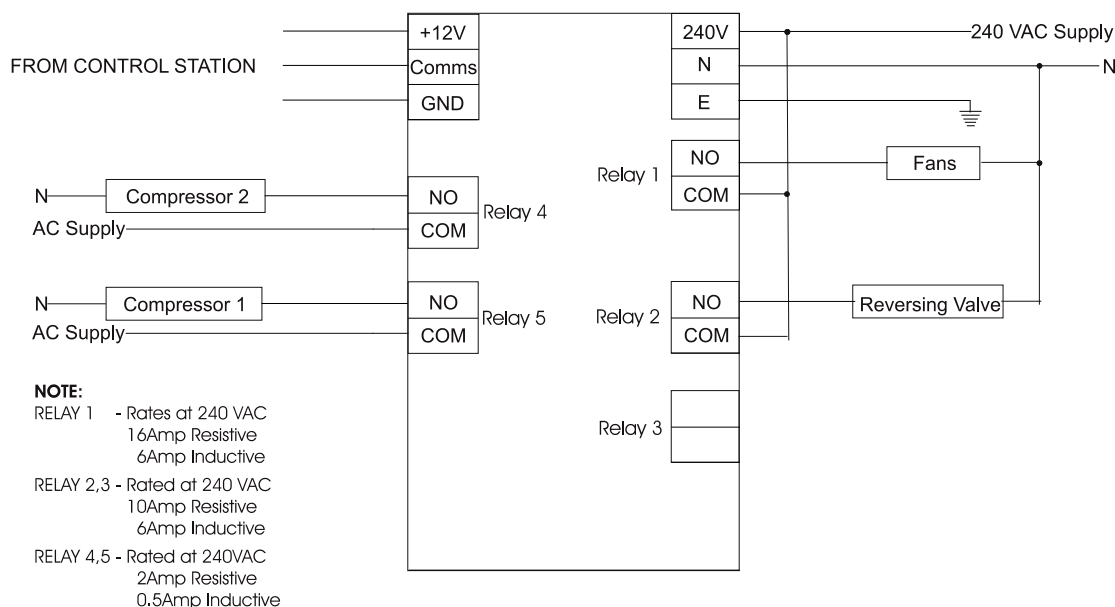 +12V
240V
240 VAC Supply
FROM CONTROL STATION
Comms
N
N
GND
E
Relay 1
NO
Fans
COM
N
Compressor 2
NO
Relay 4
AC Supply
COM
N
Compressor 1
NO
Relay 5
AC Supply
COM
Relay 2
NO
Reversing Valve
COM
Relay 3
NOTE:
RELAY 1 - Rates at 240 VAC
16Amp Resistive
6Amp Inductive
RELAY 2,3 - Rated at 240 VAC
10Amp Resistive
6Amp Inductive
RELAY 4,5 - Rated at 240VAC
2Amp Resistive
0.5Amp Inductive